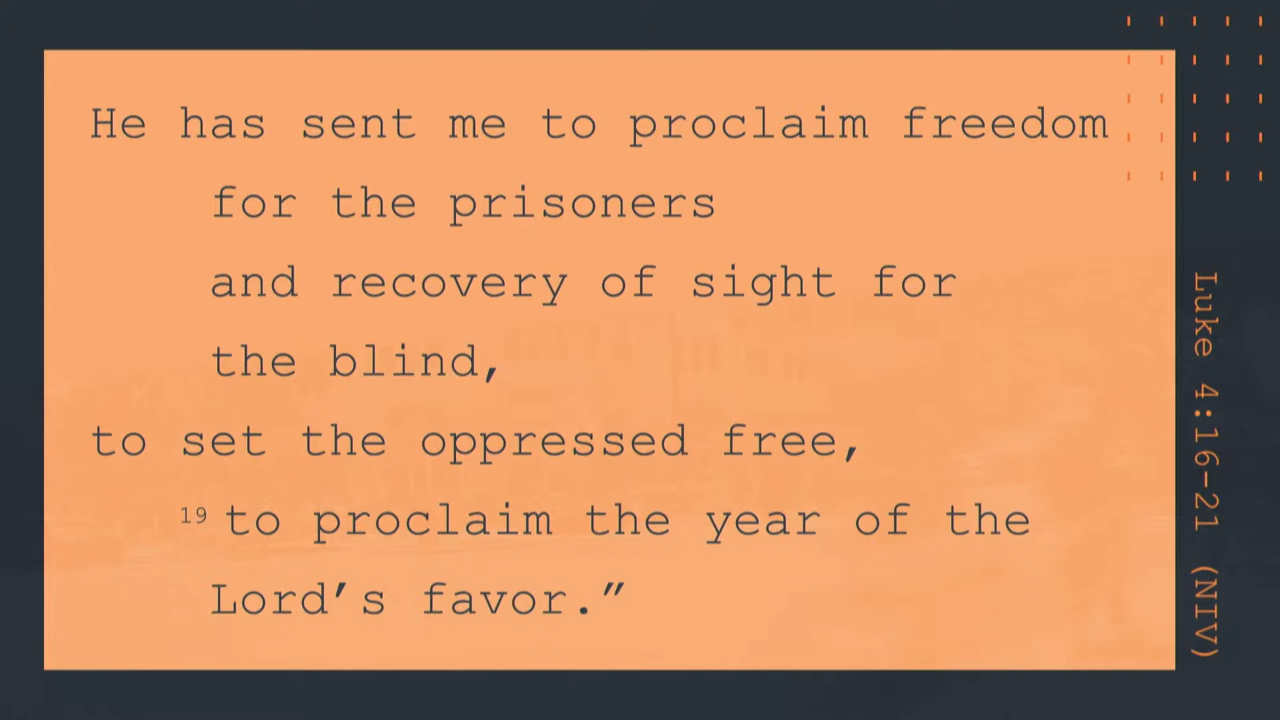 He has sent me to proclaim freedom
for the prisoners
and recovery of sight for
the blind,
to set the oppressed free,
19 to proclaim the year of the
Lord’s favor.”
Luke 4:16-21 (NIV)